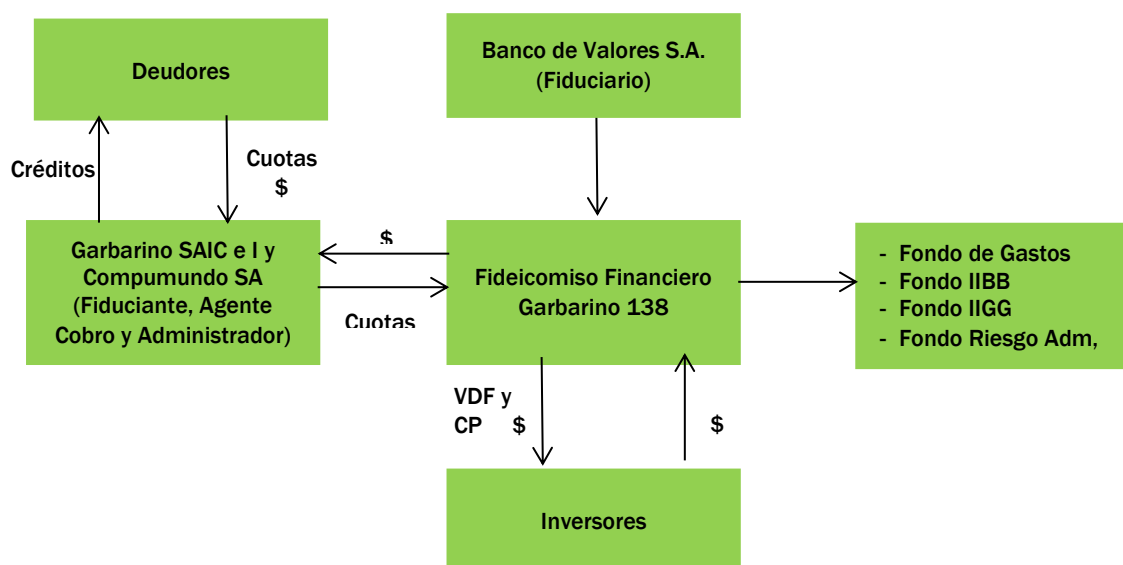 Deudores
Banco de Valores S.A.
(Fiduciario)
Créditos
Cuotas
$
Garbarino SAIC e I y
Compumundo SA
(Fiduciante, Agente
Cobro y Administrador)
$
Cuotas
Fideicomiso Financiero
Garbarino 138
- Fondo de Gastos
- Fondo IIBB
- Fondo IIGG
- Fondo Riesgo Adm,
VDF y
CP $
$
Inversores